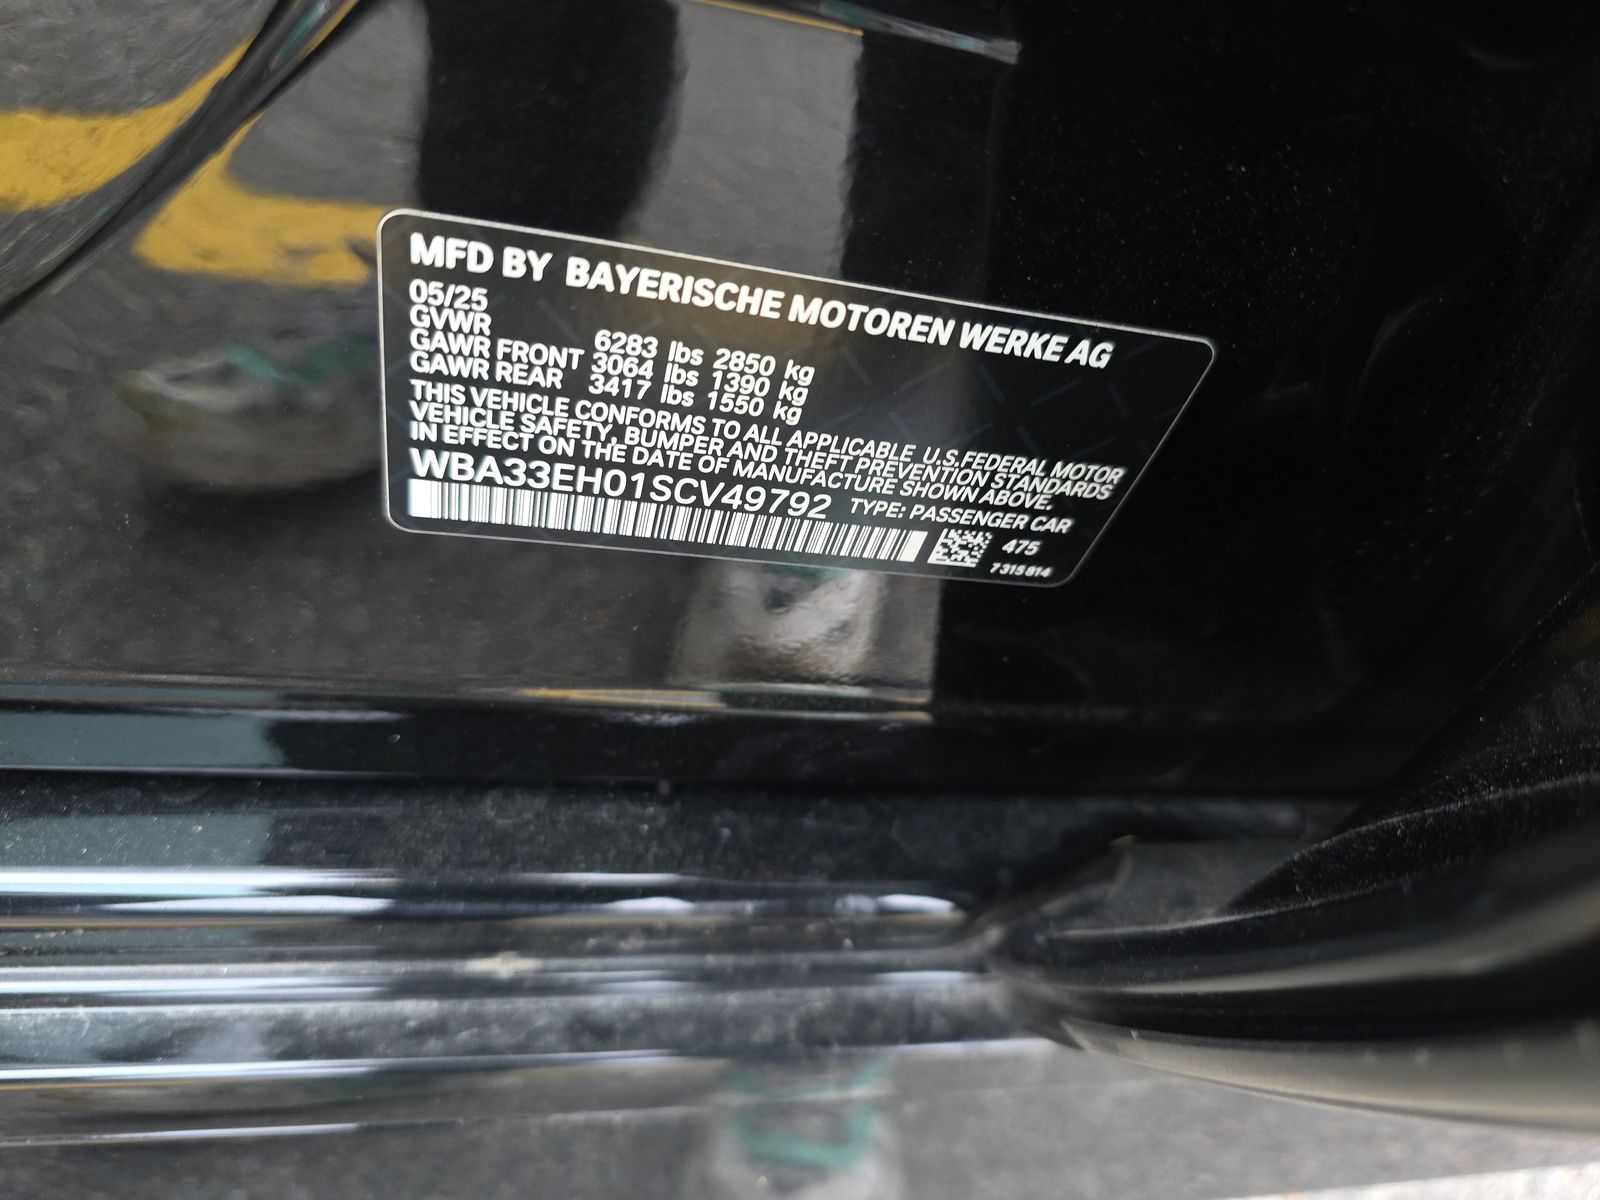 MFD BY BAYERISCHE MOTOREN WERKE AG
05/25
GVWR 6283 lbs 2850 kg
GAWR FRONT 3064 lbs 1390 kg
GAWR REAR 3417 lbs 1550 kg
THIS VEHICLE CONFORMS TO ALL APPLICABLE U.S.FEDERAL MOTOR
VEHICLE SAFETY, BUMPER AND THEFT PREVENTION STANDARDS
IN EFFECT ON THE DATE OF MANUFACTURE SHOWN ABOVE.
WBA33EH01SCV49792 TYPE: PASSENGER CAR
475
7 315 814